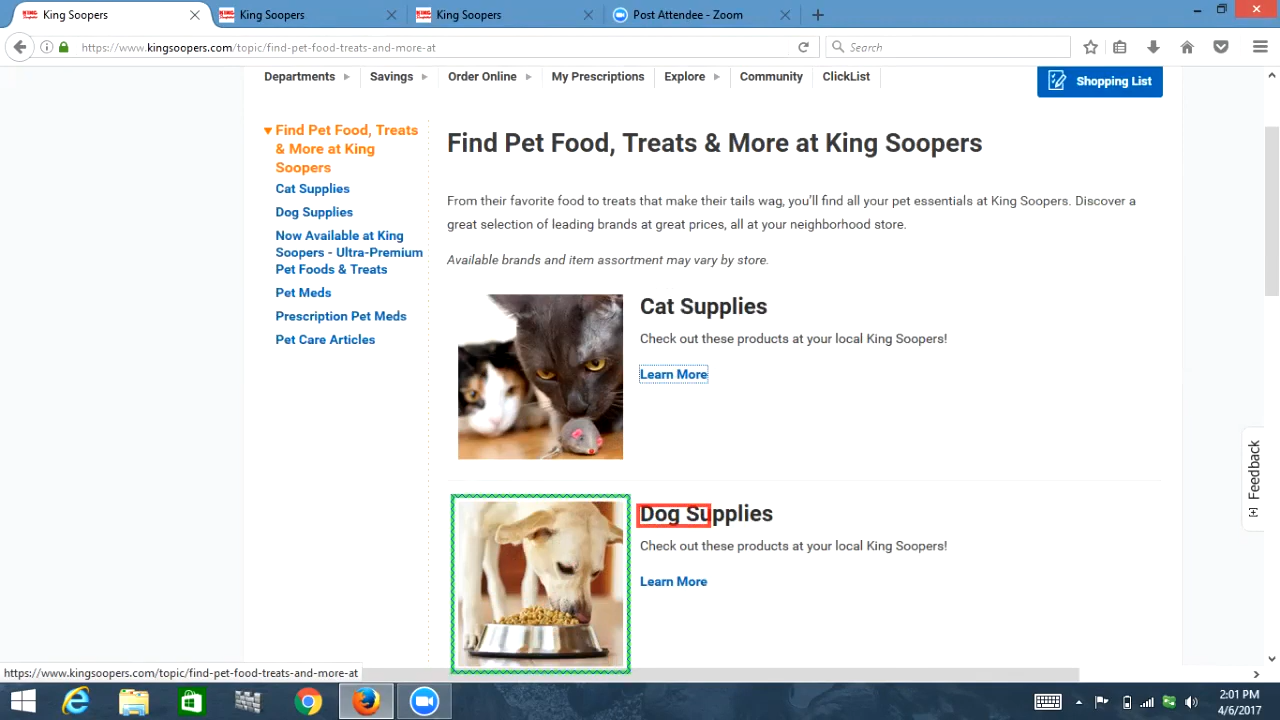 King Soopers
King Soopers
King Soopers
Post Attendee - Zoom
https://www.kingsoopers.com/topic/find-pet-food-treats-and-more-at
Search
Departments
Savings
Order Online
My Prescriptions
Explore
Community
ClickList
Shopping List
Find Pet Food, Treats
& More at King
Soopers
Cat Supplies
Dog Supplies
Now Available at King
Soopers - Ultra-Premium
Pet Foods & Treats
Pet Meds
Prescription Pet Meds
Pet Care Articles
Find Pet Food, Treats & More at King Soopers
From their favorite food to treats that make their tails wag, you'll find all your pet essentials at King Soopers. Discover a
great selection of leading brands at great prices, all at your neighborhood store.
Available brands and item assortment may vary by store.
Cat Supplies
Check out these products at your local King Soopers!
Learn More
Dog Supplies
Check out these products at your local King Soopers!
Learn More
[+] Feedback
https://www.kingsoopers.com/topic/find-pet-food-treats-and-more-at
2:01 PM
4/6/2017